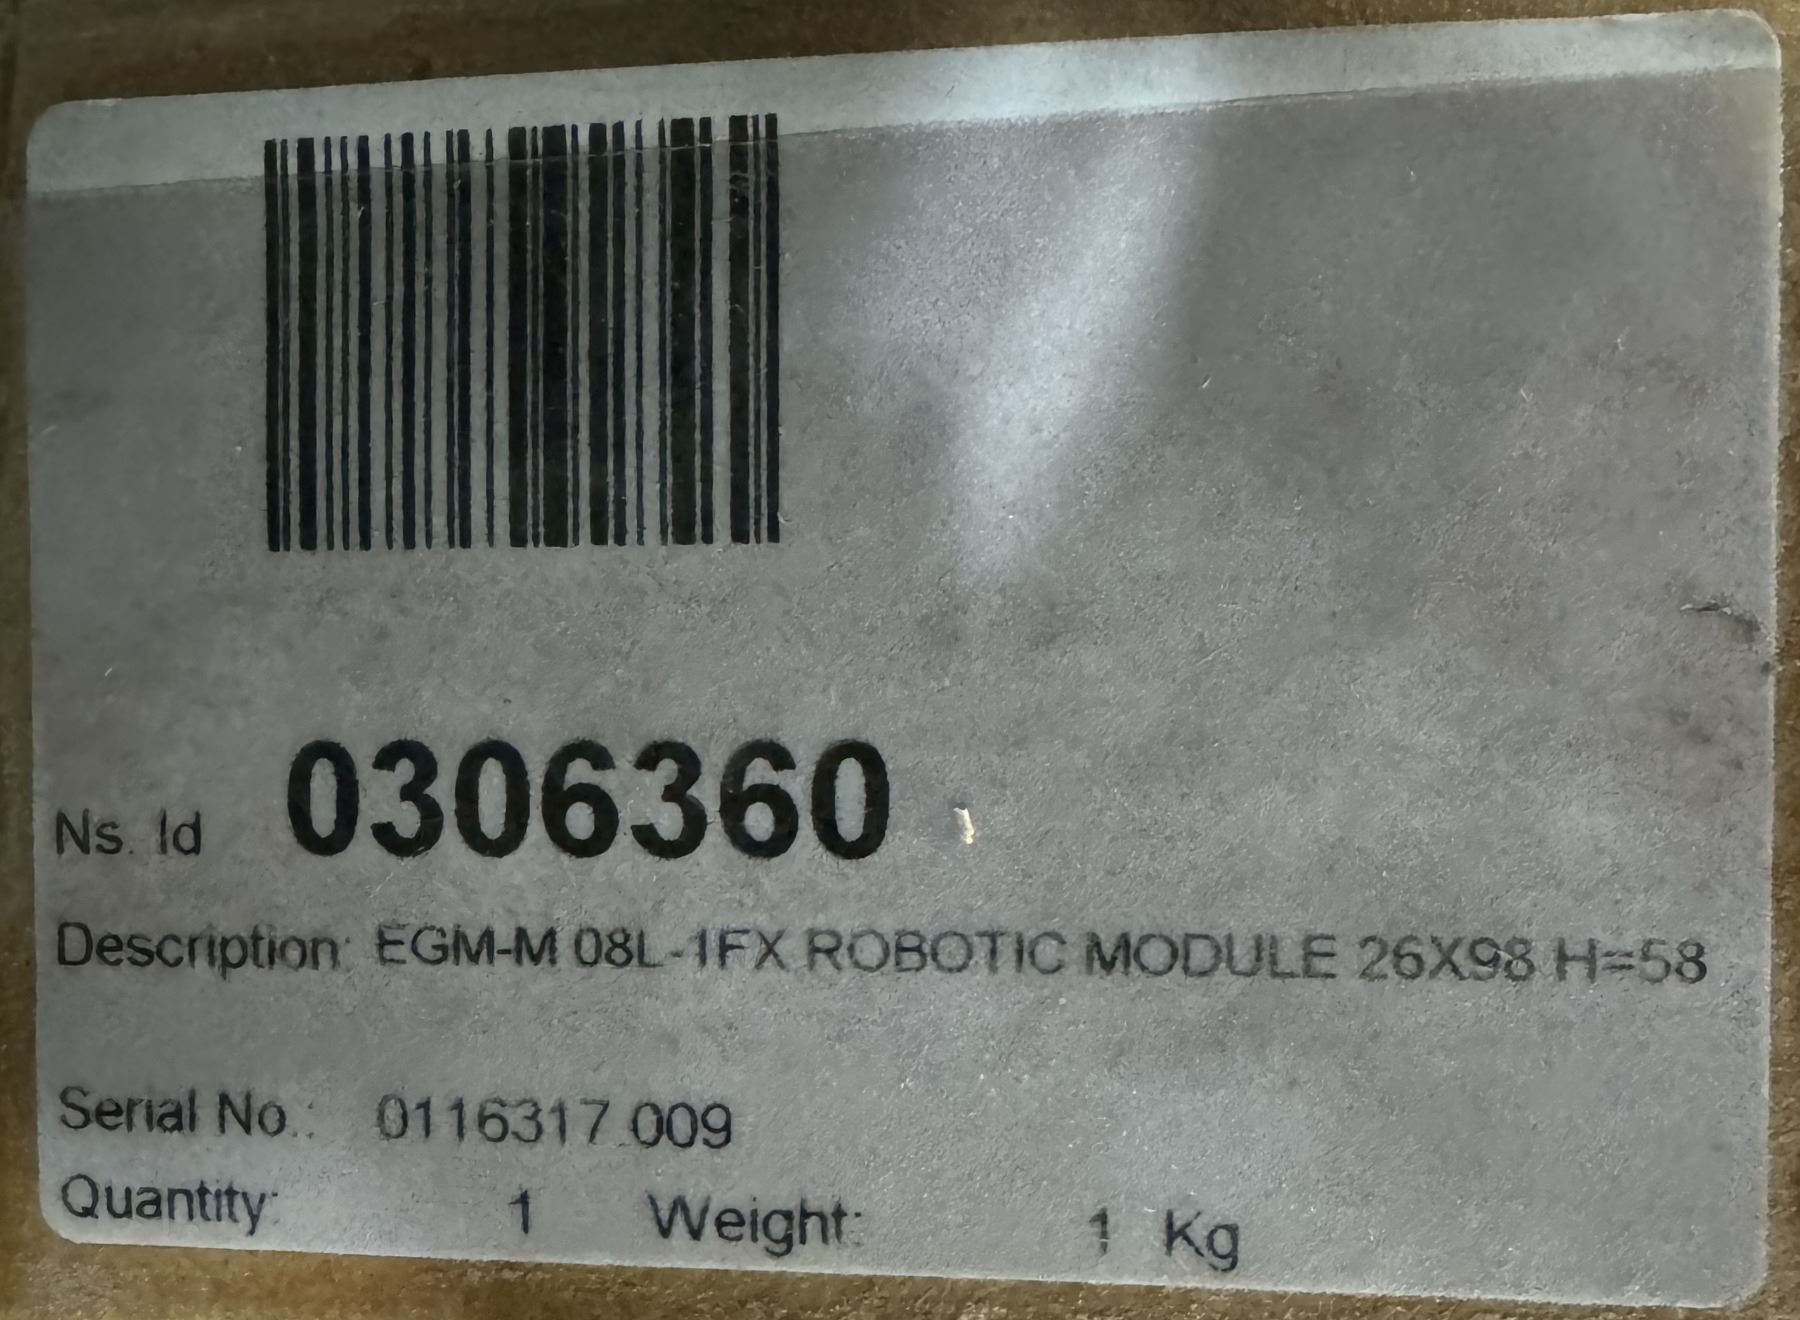 Ns. Id 0306360
Description: EGM-M 08L-1FX ROBOTIC MODULE 26X98 H=58
Serial No.: 0116317.009
Quantity: 1 Weight: 1 Kg